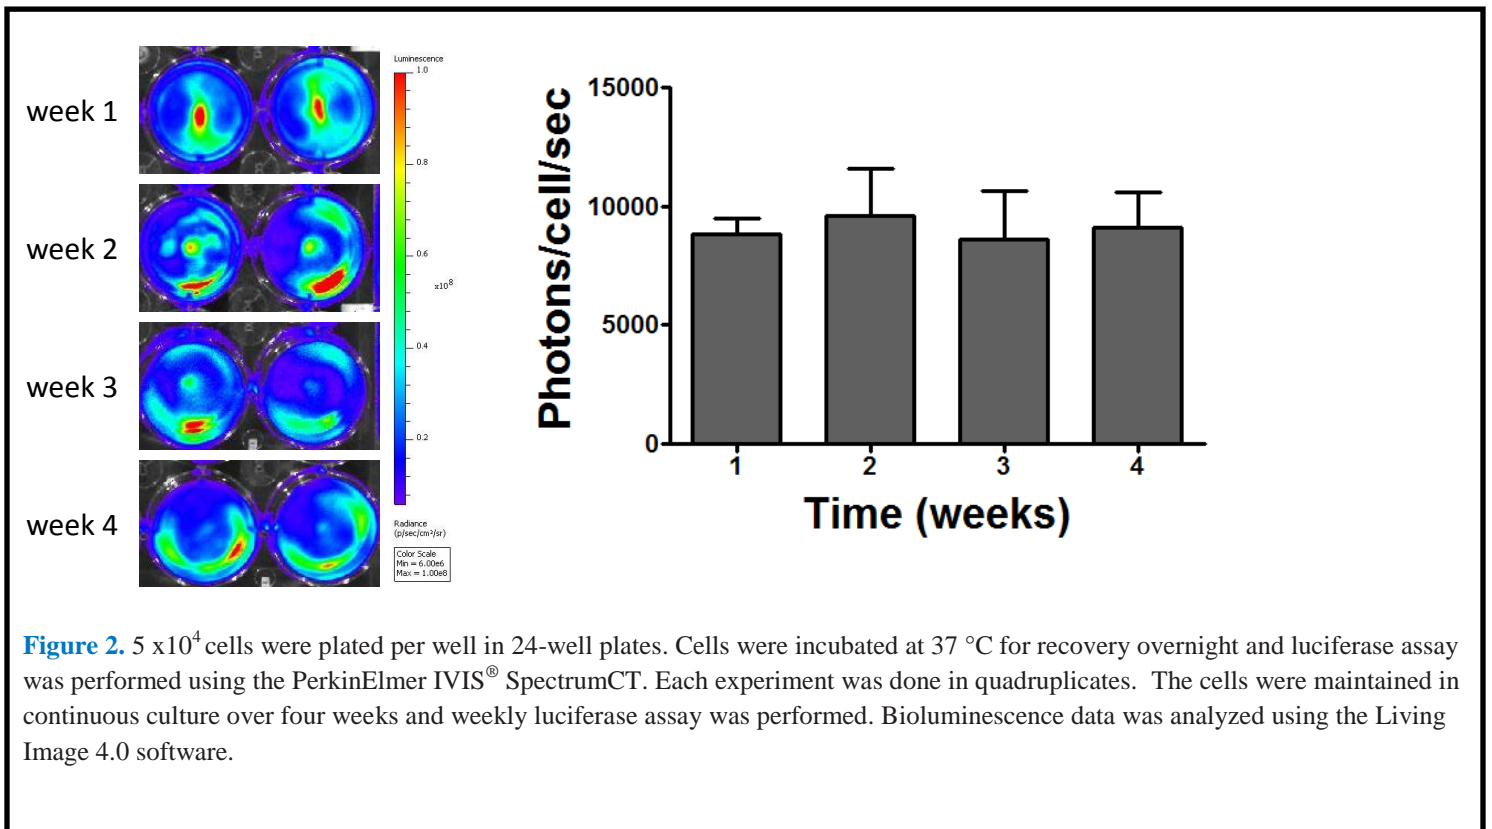 week 1
week 2
week 3
week 4
Luminescence
1.0
0.8
0.6
x10⁸
0.4
0.2
Radiance
(p/sec/cm²/sr)
Color Scale
Min = 6.00e6
Max = 1.00e8
Photons/cell/sec
15000
10000
5000
0
1 2 3 4
Time (weeks)
Figure 2. 5 x10⁴ cells were plated per well in 24-well plates. Cells were incubated at 37 °C for recovery overnight and luciferase assay
was performed using the PerkinElmer IVIS® SpectrumCT. Each experiment was done in quadruplicates.  The cells were maintained in
continuous culture over four weeks and weekly luciferase assay was performed. Bioluminescence data was analyzed using the Living
Image 4.0 software.